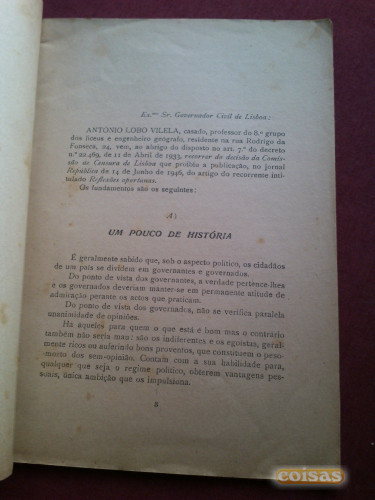 Ex.mo Sr. Governador Civil de Lisboa:
ANTÓNIO LOBO VILELA, casado, professor do 8.º grupo
dos liceus e engenheiro geógrafo, residente na rua Rodrigo da
Fonseca, 24, vem, ao abrigo do disposto no art. 7.º do decreto
n.º 22.469, de 11 de Abril de 1933, recorrer da decisão da Comis-
são de Censura de Lisboa que proibiu a publicação, no jornal
República de 14 de Junho de 1946, do artigo da recorrente inti-
tulado Reflexões oportunas.
Os fundamentos são os seguintes:
A)
UM POUCO DE HISTÓRIA
É geralmente sabido que, sob o aspecto político, os cidadãos
de um país se dividem em governantes e governados.
Do ponto de vista dos governantes, a verdade pertence-lhes
e os governados deveriam manter-se em permanente atitude de
admiração perante os actos que praticam.
Do ponto de vista dos governados, não se verifica paralela
unanimidade de opiniões.
Há aqueles para quem o que está é bom mas o contrário
também não seria mau: são os indiferentes e os egoístas, geral-
mente ricos ou auferindo bons proventos, que constituem o peso-
morto dos sem-opinião. Contam com a sua habilidade para,
qualquer que seja o regime político, obterem vantagens pes-
soais, única ambição que os impulsiona.
3
coisas